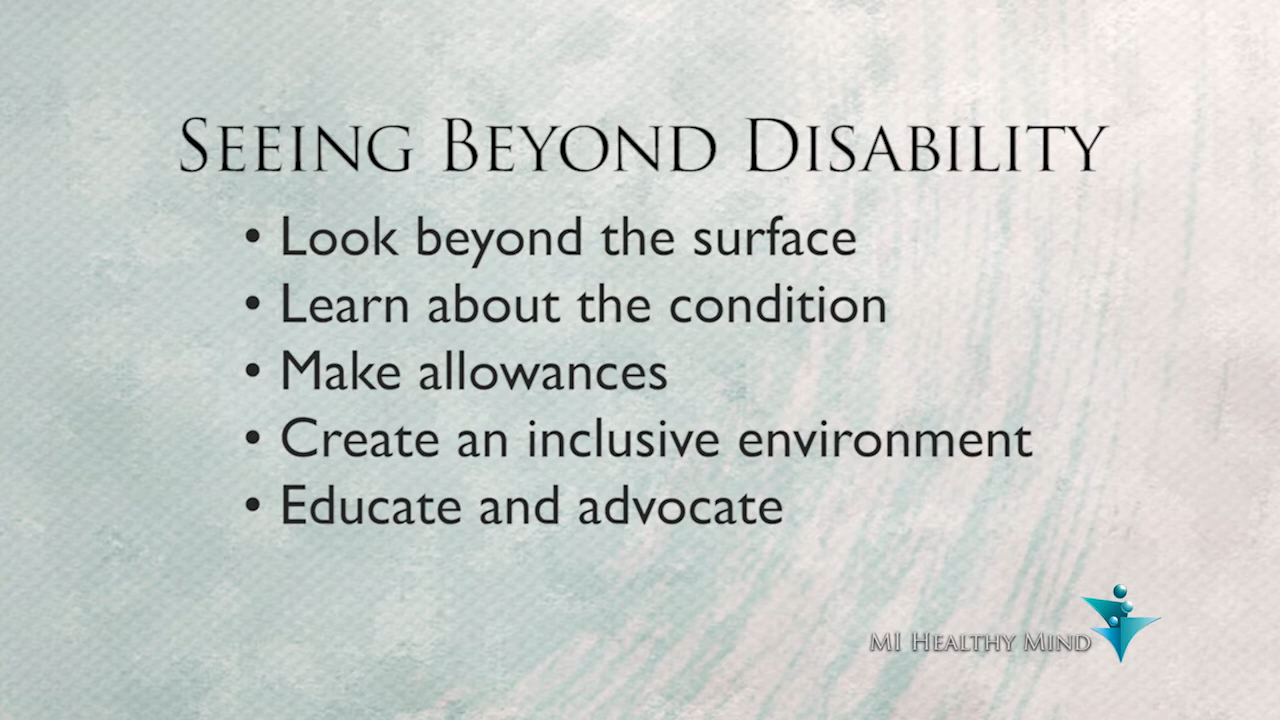 Seeing Beyond Disability
• Look beyond the surface
• Learn about the condition
• Make allowances
• Create an inclusive environment
• Educate and advocate
MI Healthy Mind